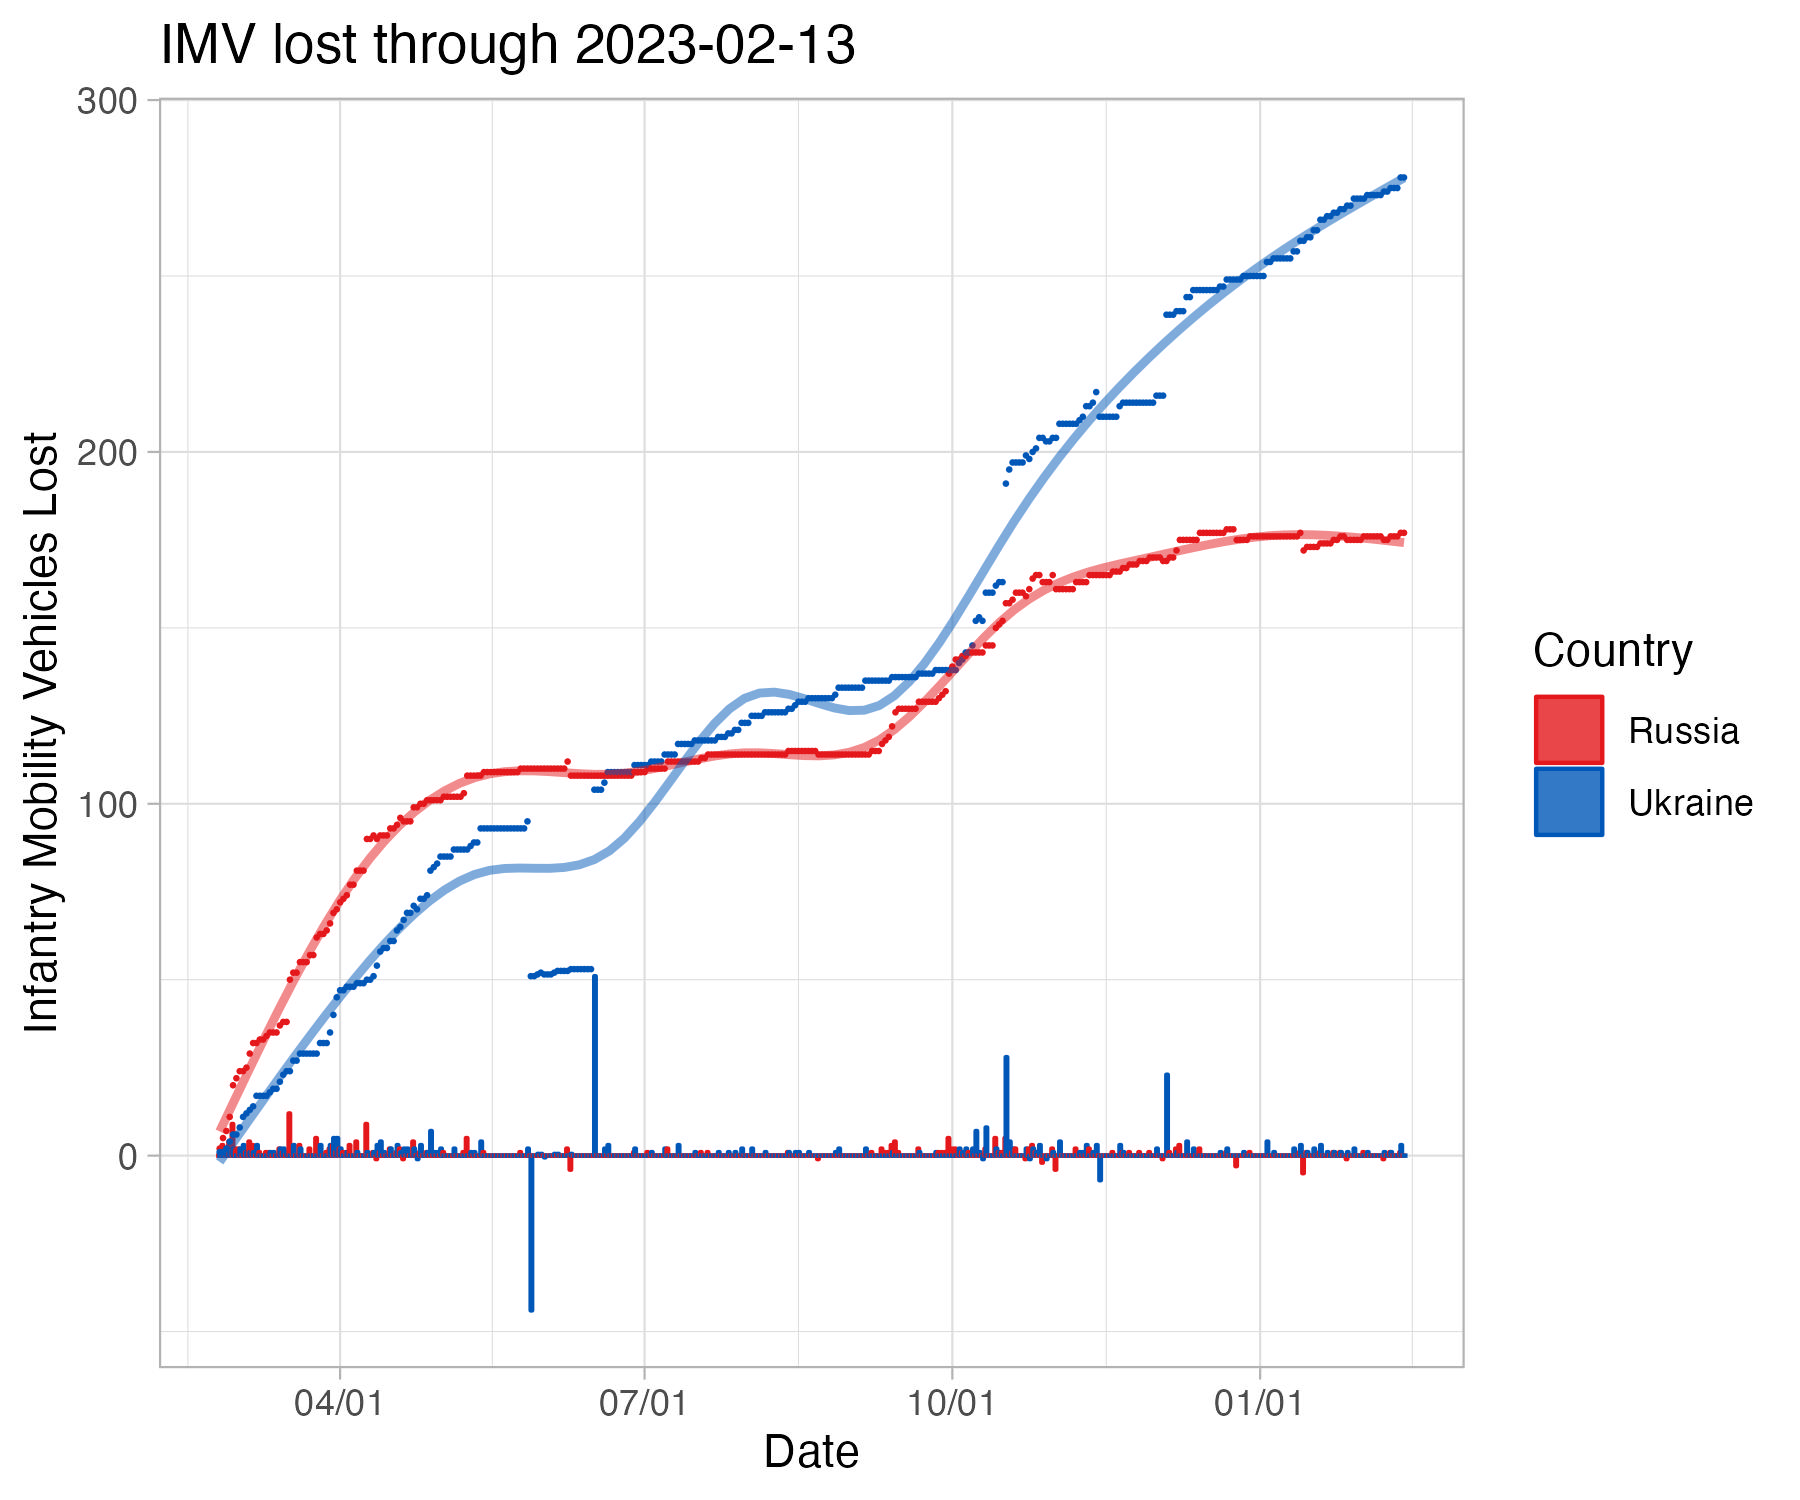 IMV lost through 2023-02-13
Infantry Mobility Vehicles Lost
300
200
100
0
04/01
07/01
10/01
01/01
Date
Country
Russia
Ukraine